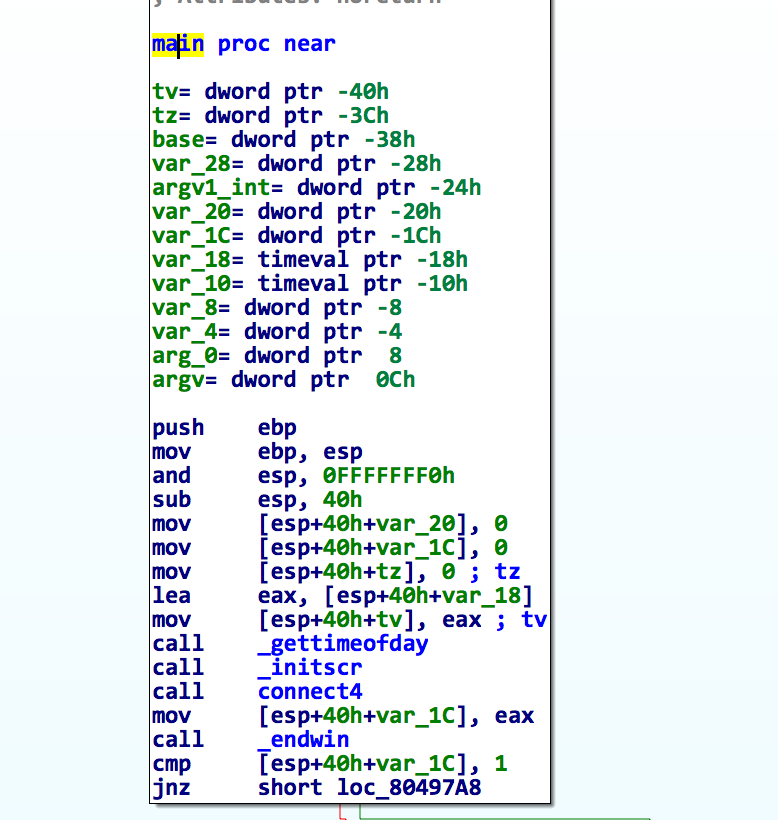 ; Attributes: noreturn
main proc near
tv= dword ptr -40h
tz= dword ptr -3Ch
base= dword ptr -38h
var_28= dword ptr -28h
argv1_int= dword ptr -24h
var_20= dword ptr -20h
var_1C= dword ptr -1Ch
var_18= timeval ptr -18h
var_10= timeval ptr -10h
var_8= dword ptr -8
var_4= dword ptr -4
arg_0= dword ptr  8
argv= dword ptr  0Ch
push    ebp
mov     ebp, esp
and     esp, 0FFFFFFF0h
sub     esp, 40h
mov     [esp+40h+var_20], 0
mov     [esp+40h+var_1C], 0
mov     [esp+40h+tz], 0 ; tz
lea     eax, [esp+40h+var_18]
mov     [esp+40h+tv], eax ; tv
call    _gettimeofday
call    _initscr
call    connect4
mov     [esp+40h+var_1C], eax
call    _endwin
cmp     [esp+40h+var_1C], 1
jnz     short loc_80497A8